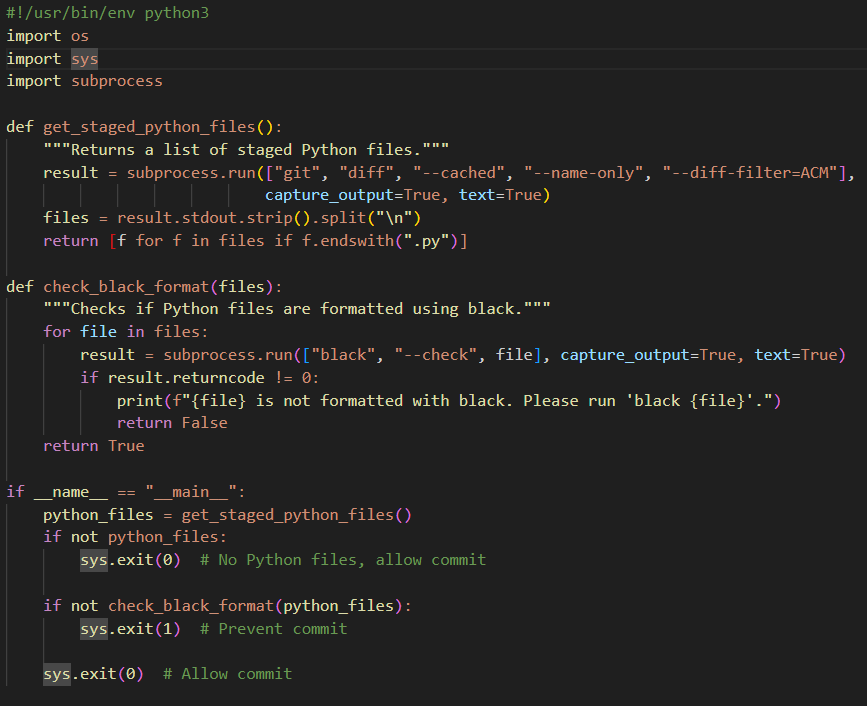 #!/usr/bin/env python3
import os
import sys
import subprocess

def get_staged_python_files():
    """Returns a list of staged Python files."""
    result = subprocess.run(["git", "diff", "--cached", "--name-only", "--diff-filter=ACM"],
                            capture_output=True, text=True)
    files = result.stdout.strip().split("\n")
    return [f for f in files if f.endswith(".py")]

def check_black_format(files):
    """Checks if Python files are formatted using black."""
    for file in files:
        result = subprocess.run(["black", "--check", file], capture_output=True, text=True)
        if result.returncode != 0:
            print(f"{file} is not formatted with black. Please run 'black {file}'.")
            return False
    return True

if __name__ == "__main__":
    python_files = get_staged_python_files()
    if not python_files:
        sys.exit(0)  # No Python files, allow commit

    if not check_black_format(python_files):
        sys.exit(1)  # Prevent commit

    sys.exit(0)  # Allow commit